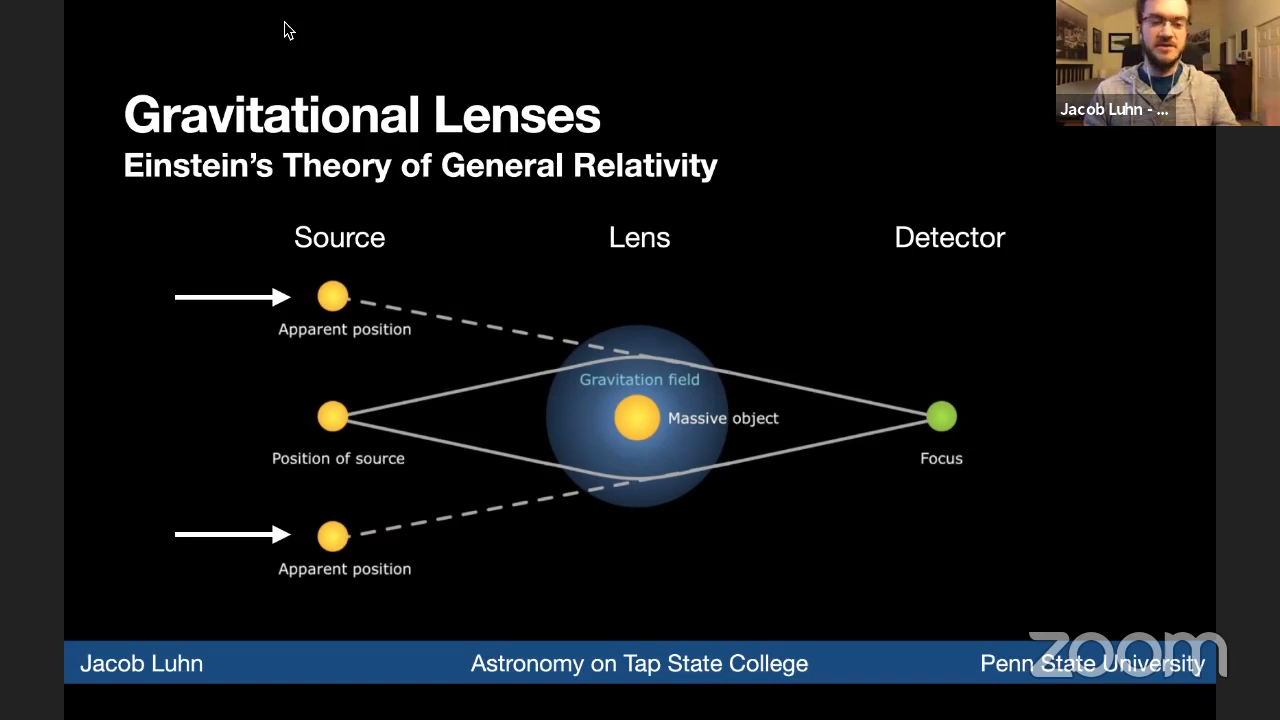 Jacob Luhn - ...
Gravitational Lenses
Einstein’s Theory of General Relativity
Source Lens Detector
Apparent position
Gravitation field
Massive object
Position of source
Focus
Apparent position
zoom
Jacob Luhn Astronomy on Tap State College Penn State University